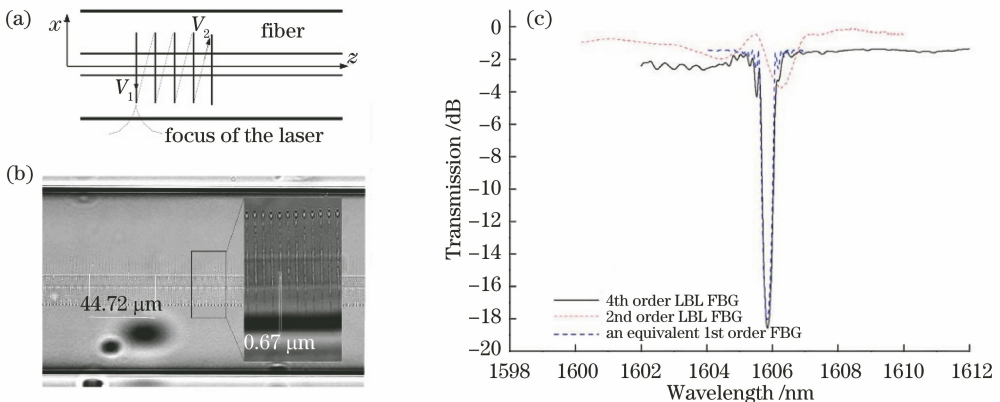 (a)
x
V2
fiber
z
V1
focus of the laser
(b)
44.72 μm
0.67 μm
(c)
Transmission /dB
0
−2
−4
−6
−8
−10
−12
−14
−16
−18
−20
4th order LBL FBG
2nd order LBL FBG
an equivalent 1st order FBG
1598 1600 1602 1604 1606 1608 1610 1612
Wavelength /nm